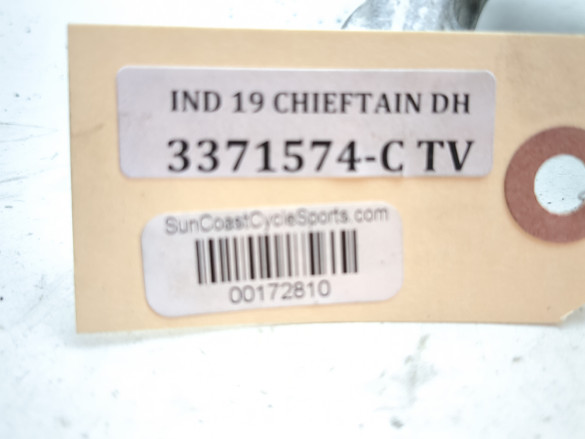 IND 19 CHIEFTAIN DH
3371574-C TV
SunCoastCycleSports.com
00172810